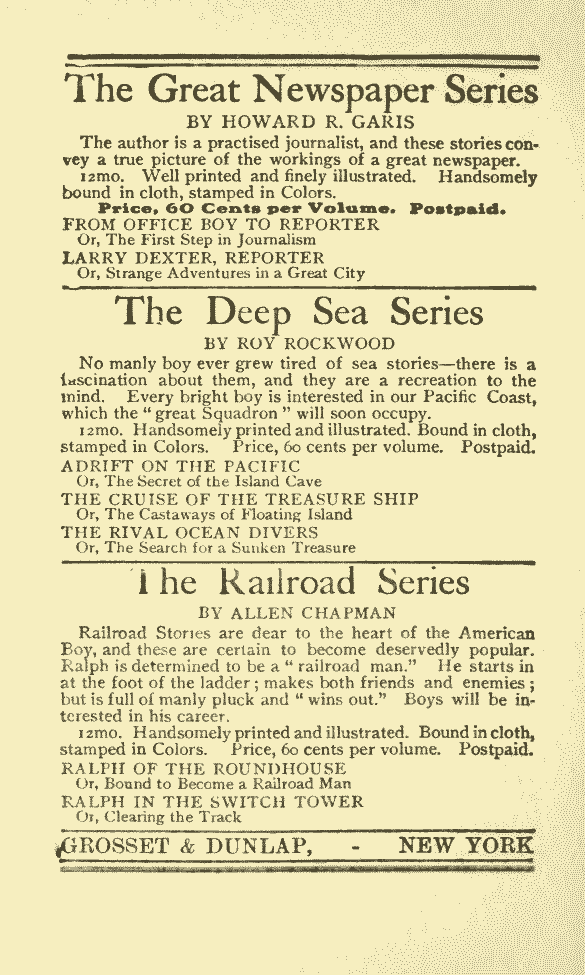 The Great Newspaper Series
BY HOWARD R. GARIS
The author is a practised journalist, and these stories con-
vey a true picture of the workings of a great newspaper.
12mo. Well printed and finely illustrated. Handsomely
bound in cloth, stamped in Colors.
Price, 60 Cents per Volume. Postpaid.
FROM OFFICE BOY TO REPORTER
Or, The First Step in Journalism
LARRY DEXTER, REPORTER
Or, Strange Adventures in a Great City
The Deep Sea Series
BY ROY ROCKWOOD
No manly boy ever grew tired of sea stories—there is a
fascination about them, and they are a recreation to the
mind. Every bright boy is interested in our Pacific Coast,
which the “ great Squadron ” will soon occupy.
12mo. Handsomely printed and illustrated. Bound in cloth,
stamped in Colors. Price, 60 cents per volume. Postpaid.
ADRIFT ON THE PACIFIC
Or, The Secret of the Island Cave
THE CRUISE OF THE TREASURE SHIP
Or, The Castaways of Floating Island
THE RIVAL OCEAN DIVERS
Or, The Search for a Sunken Treasure
The Railroad Series
BY ALLEN CHAPMAN
Railroad Stories are dear to the heart of the American
Boy, and these are certain to become deservedly popular.
Ralph is determined to be a “ railroad man.” He starts in
at the foot of the ladder ; makes both friends and enemies ;
but is full of manly pluck and “ wins out.” Boys will be in-
terested in his career.
12mo. Handsomely printed and illustrated. Bound in cloth,
stamped in Colors. Price, 60 cents per volume. Postpaid.
RALPH OF THE ROUNDHOUSE
Or, Bound to Become a Railroad Man
RALPH IN THE SWITCH TOWER
Or, Clearing the Track
GROSSET & DUNLAP, - NEW YORK